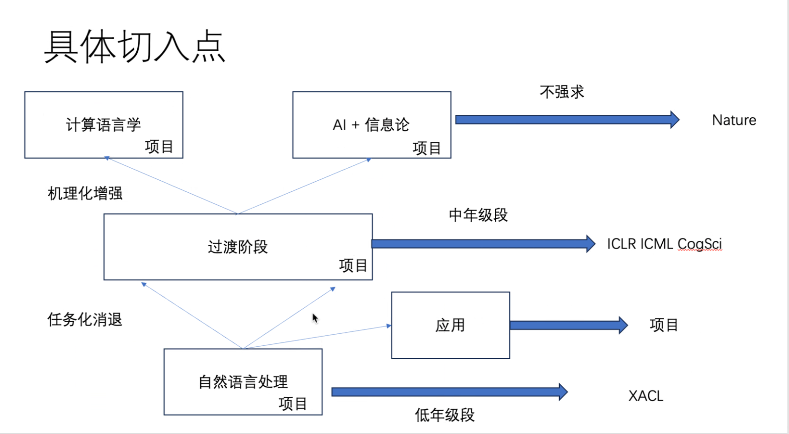 具体切入点
不强求
计算语言学
项目
AI + 信息论
项目
Nature
机理化增强
中年级段
过渡阶段
项目
ICLR ICML CogSci
任务化消退
应用
项目
自然语言处理
项目
XACL
低年级段